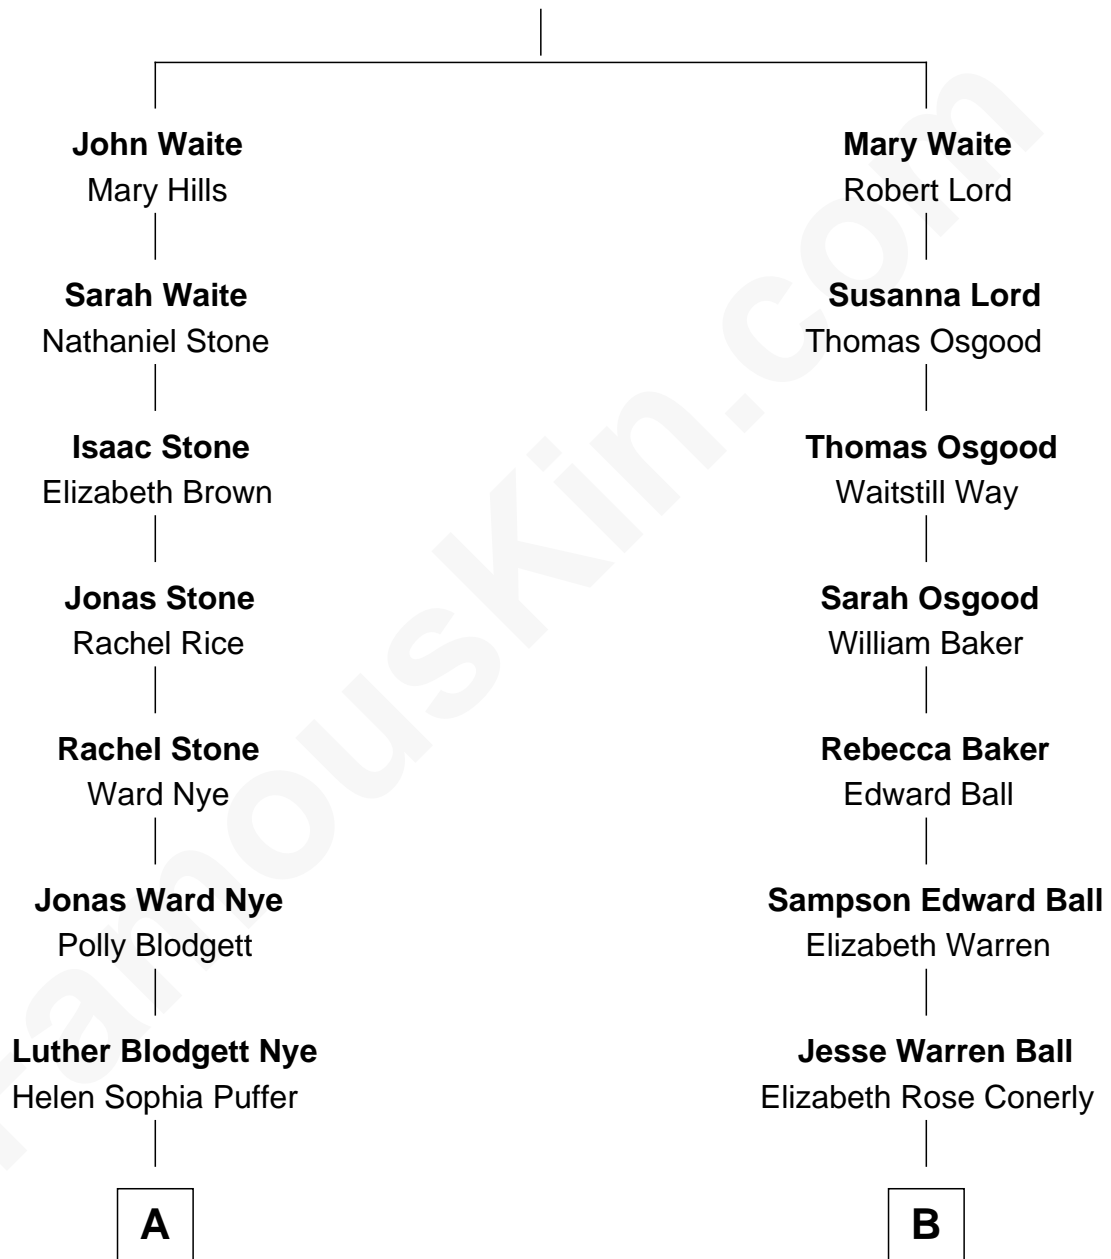 John Waite
Mary Hills
Sarah Waite
Nathaniel Stone
Isaac Stone
Elizabeth Brown
Jonas Stone
Rachel Rice
Rachel Stone
Ward Nye
Jonas Ward Nye
Polly Blodgett
Luther Blodgett Nye
Helen Sophia Puffer
A
Mary Waite
Robert Lord
Susanna Lord
Thomas Osgood
Thomas Osgood
Waitstill Way
Sarah Osgood
William Baker
Rebecca Baker
Edward Ball
Sampson Edward Ball
Elizabeth Warren
Jesse Warren Ball
Elizabeth Rose Conerly
B
FamousKin.com